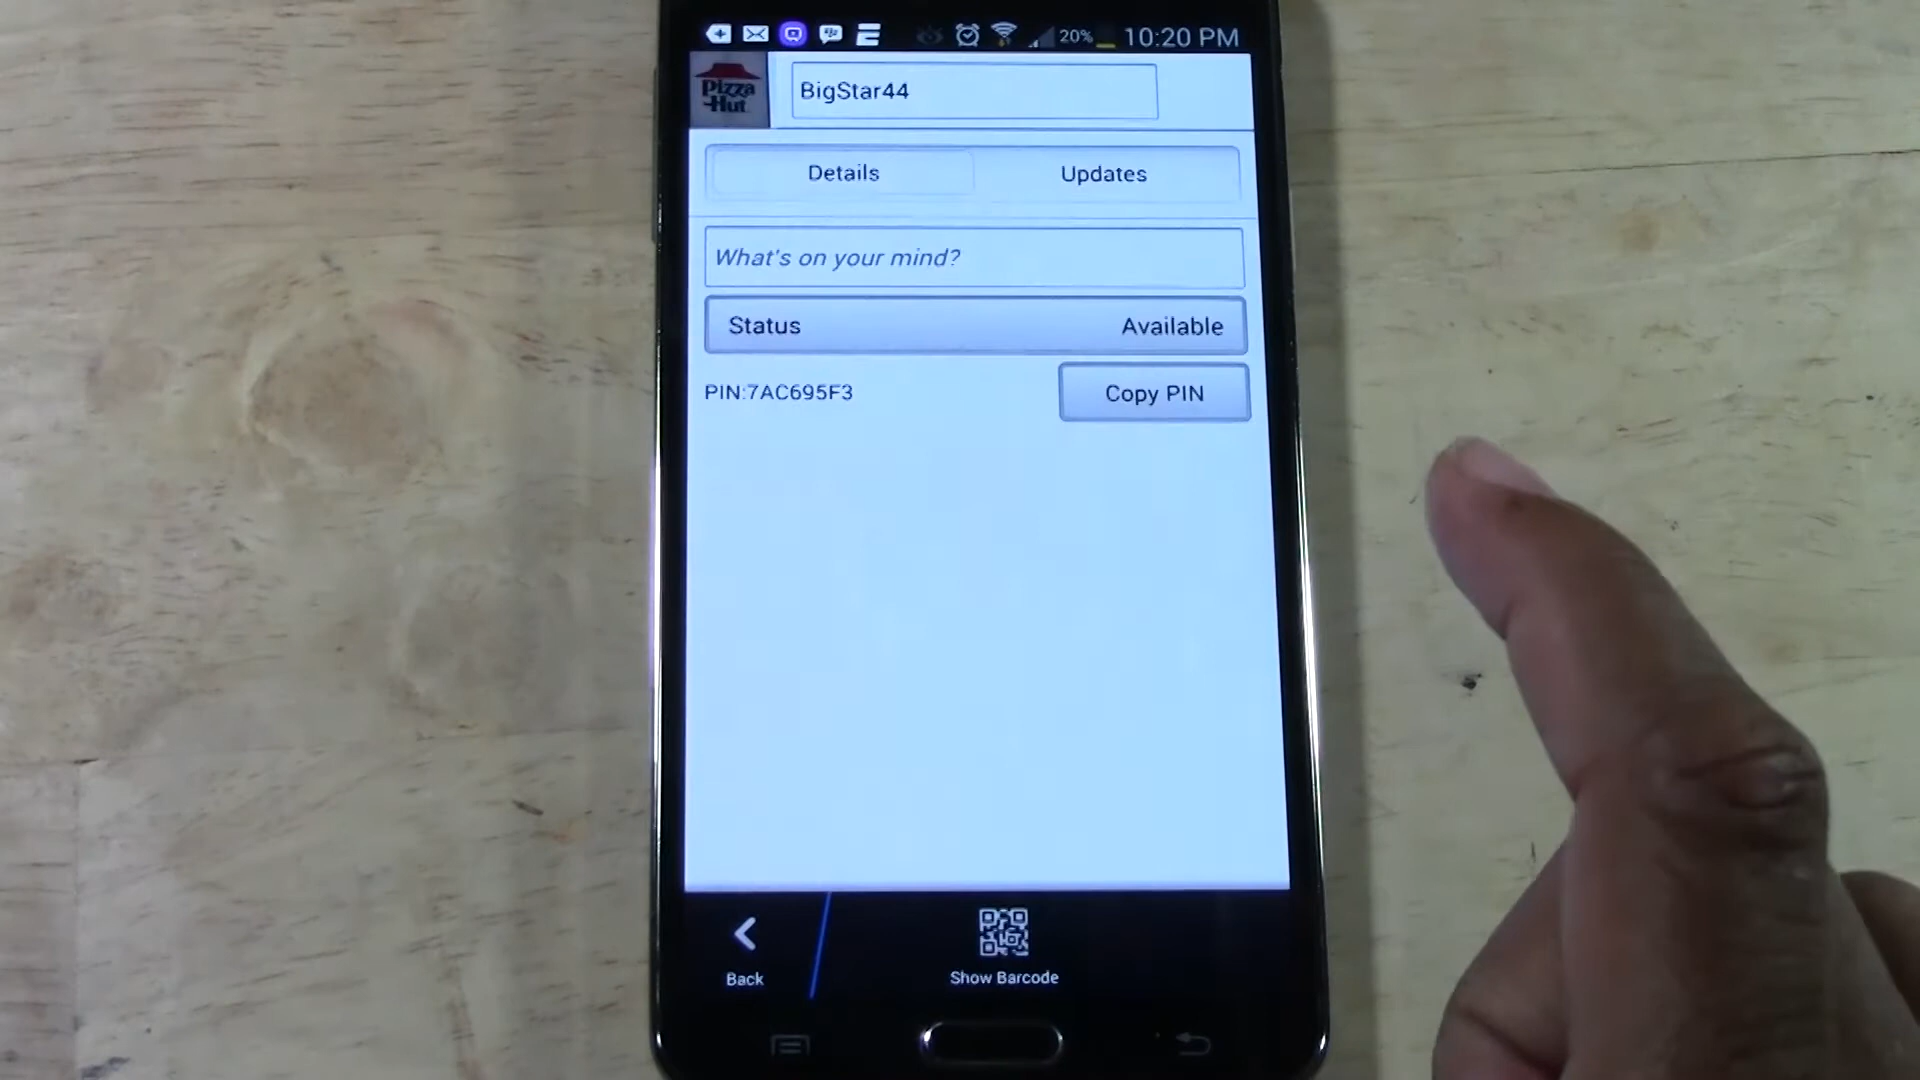 20% 10:20 PM
Pizza
Hut
BigStar44
Details Updates
What's on your mind?
Status Available
PIN:7AC695F3 Copy PIN
Back Show Barcode